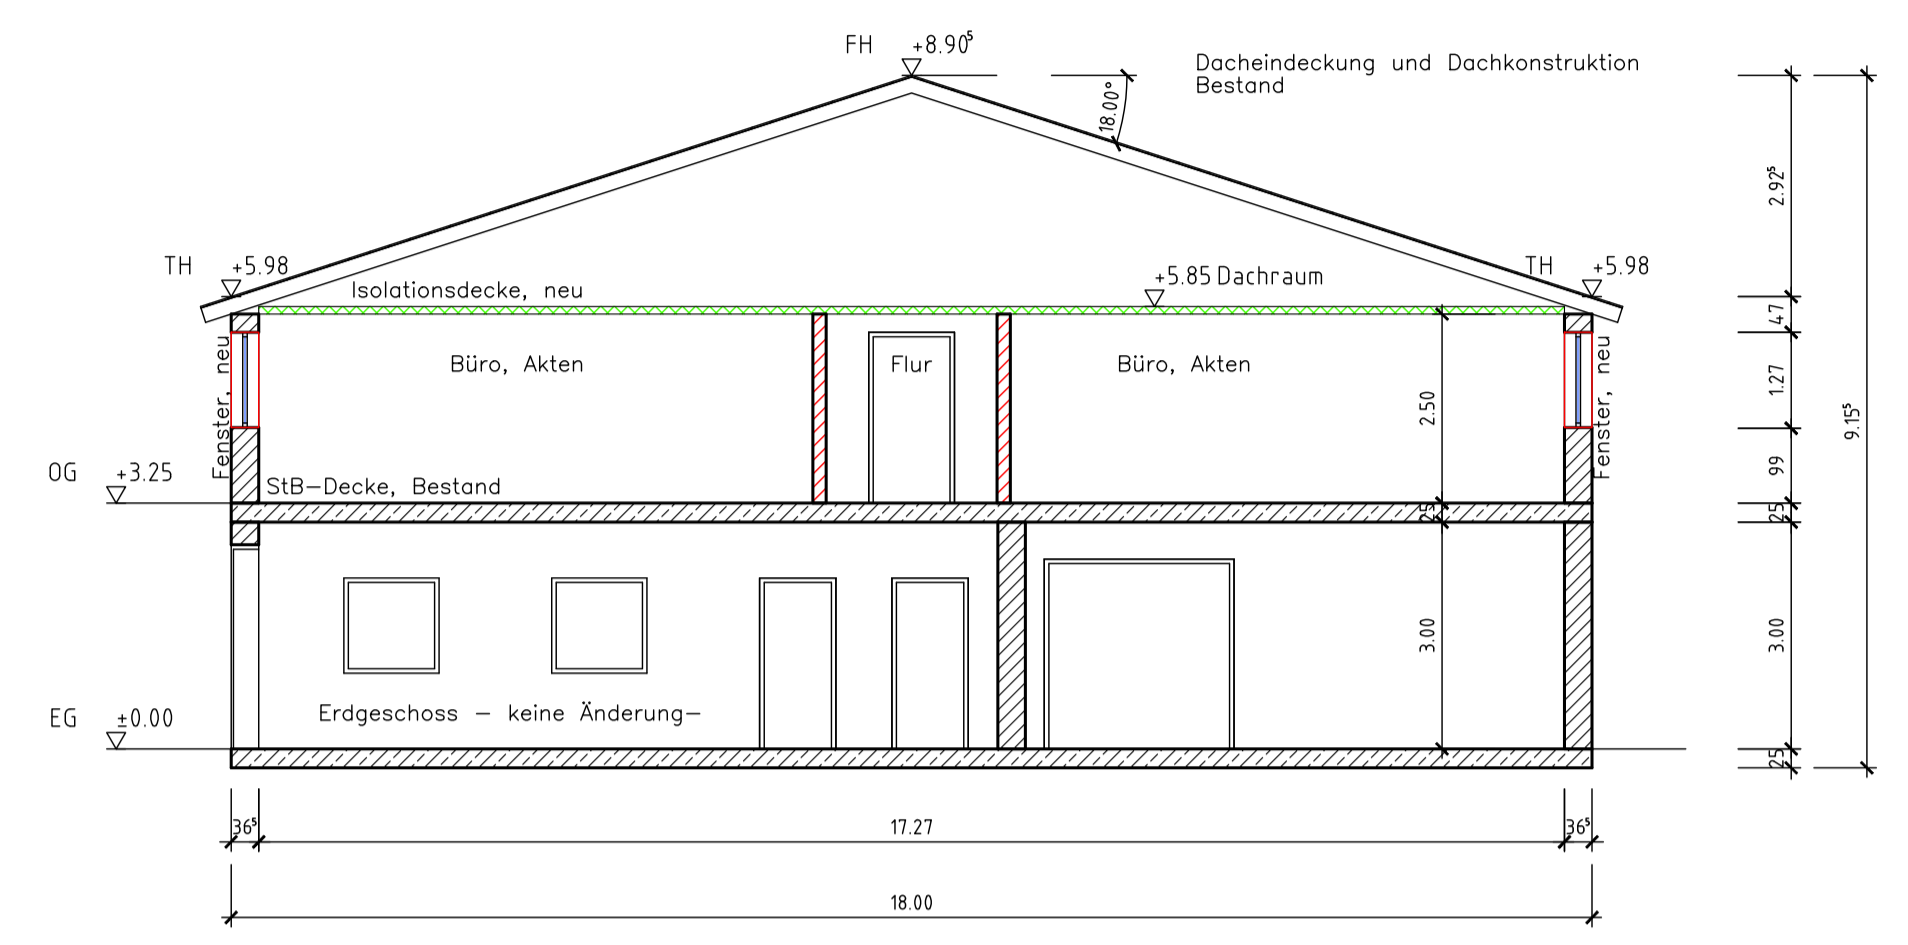 FH +8.90⁵
Dacheindeckung und Dachkonstruktion
Bestand
18.00°
2.92⁵
TH +5.98
TH +5.98
Isolationsdecke, neu
+5.85 Dachraum
47
Fenster, neu
Büro, Akten
Flur
Büro, Akten
2.50
Fenster, neu
1.27
9.15⁵
OG +3.25
StB-Decke, Bestand
99
25
25
3.00
3.00
EG ±0.00
Erdgeschoss - keine Änderung-
25
36⁵
17.27
36⁵
18.00